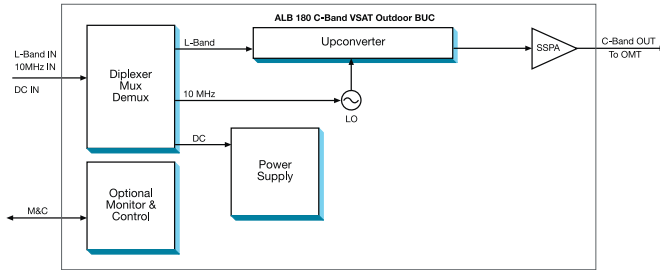 ALB 180 C-Band VSAT Outdoor BUC
L-Band IN
10MHz IN
DC IN
Diplexer
Mux
Demux
L-Band
Upconverter
SSPA
C-Band OUT
To OMT
10 MHz
LO
DC
Power
Supply
Optional
Monitor &
Control
M&C